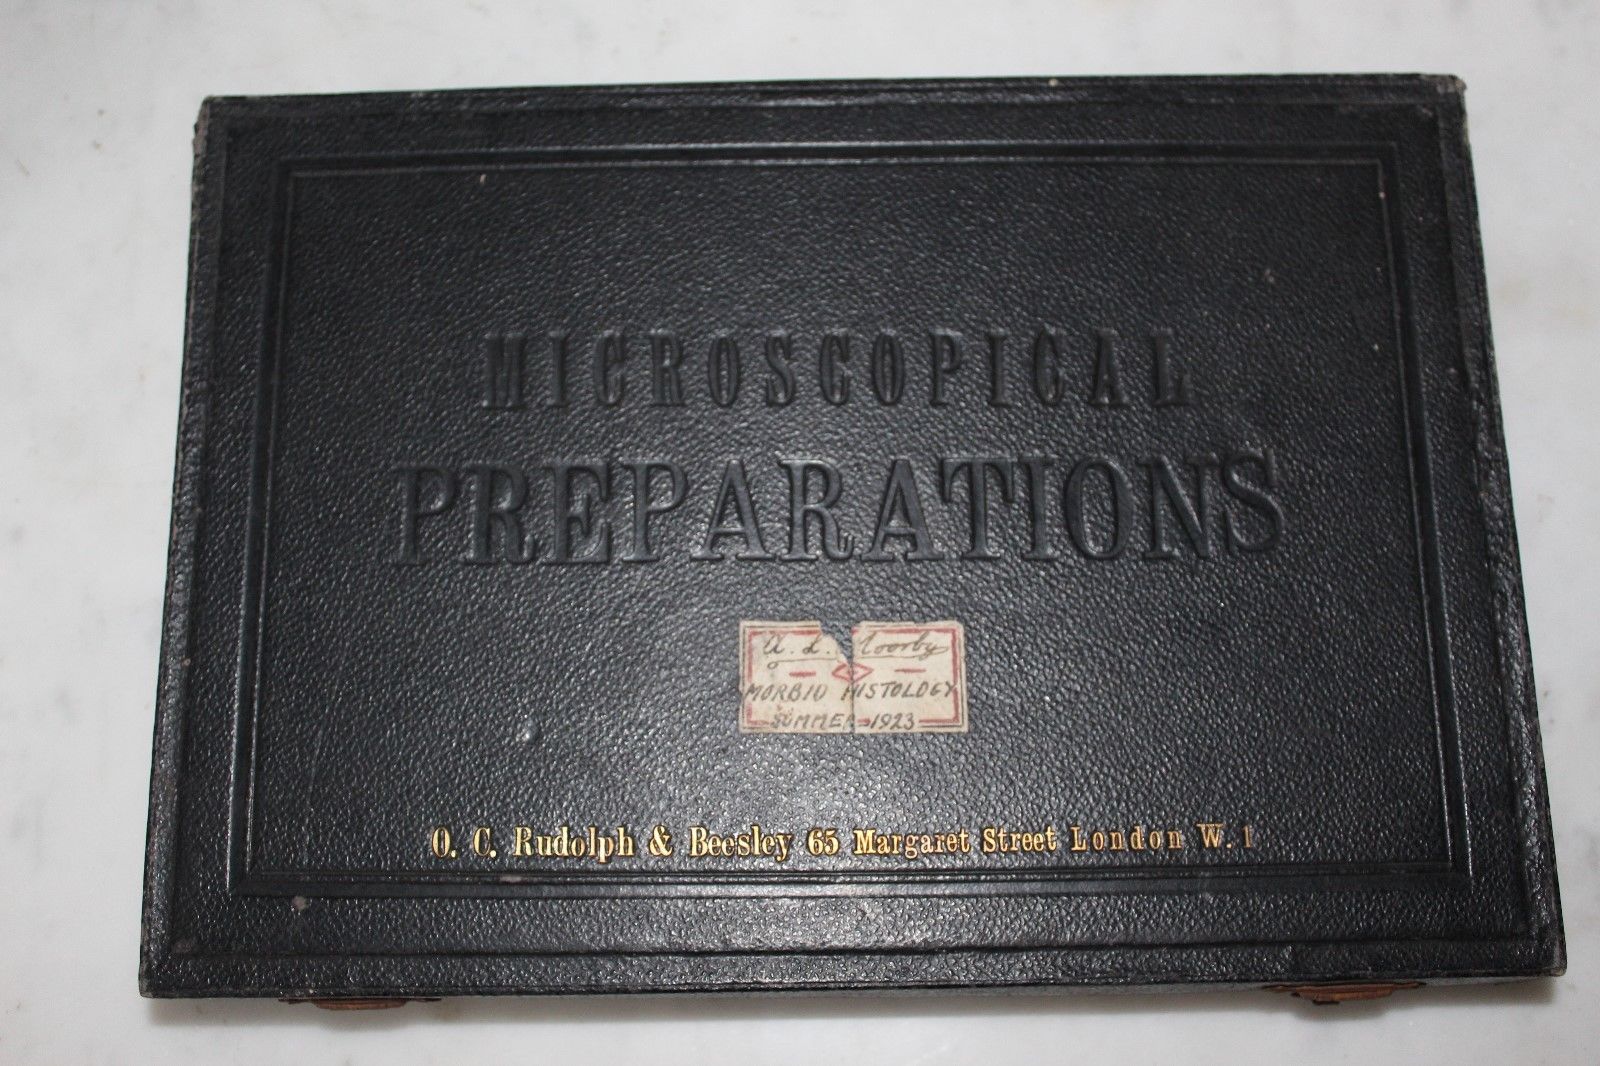 MICROSCOPICAL
PREPARATIONS
A. L.
MORBID HISTOLOGY
SUMMER 1923
O. C. Rudolph & Beesley 65 Margaret Street London W. 1